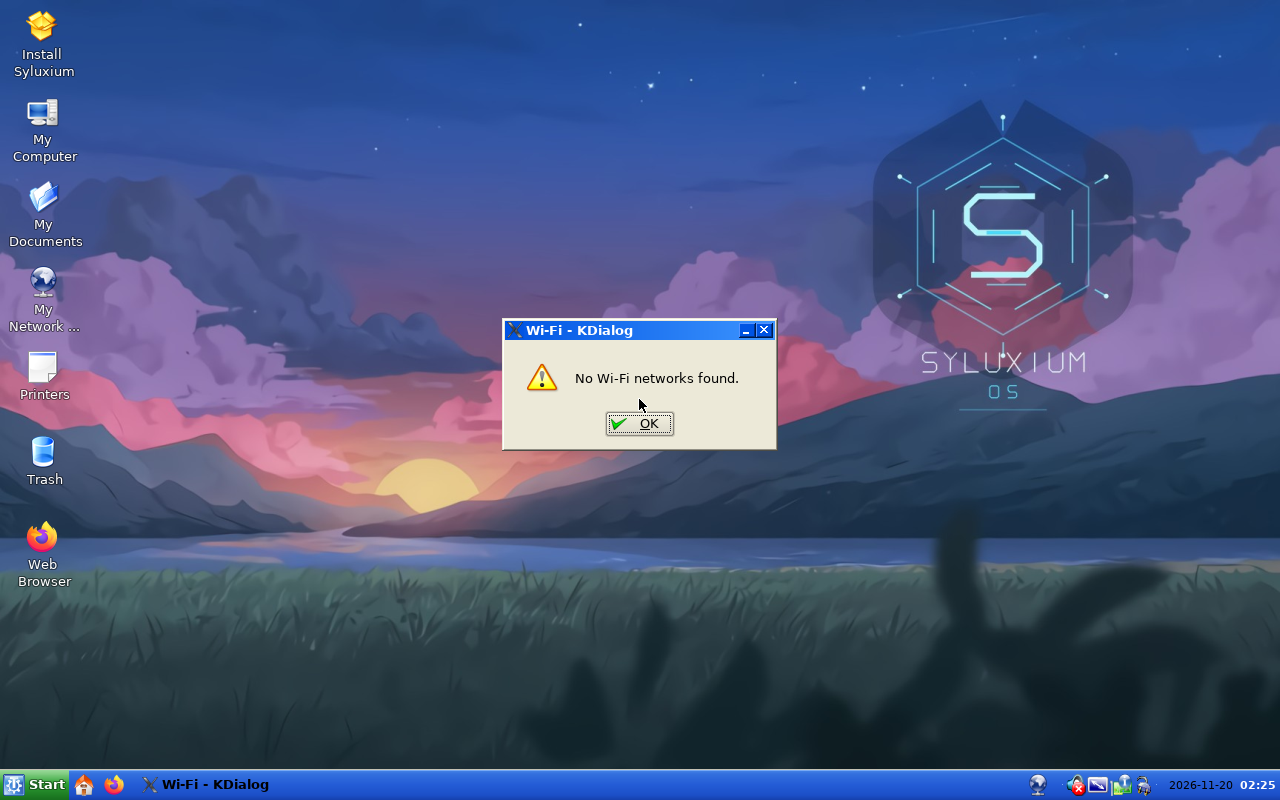 Install
Syluxium
My
Computer
My
Documents
My
Network ...
Printers
Trash
Web
Browser
SYLUXIUM
OS
Wi-Fi - KDialog
No Wi-Fi networks found.
OK
Start
Wi-Fi - KDialog
2026-11-20 02:25